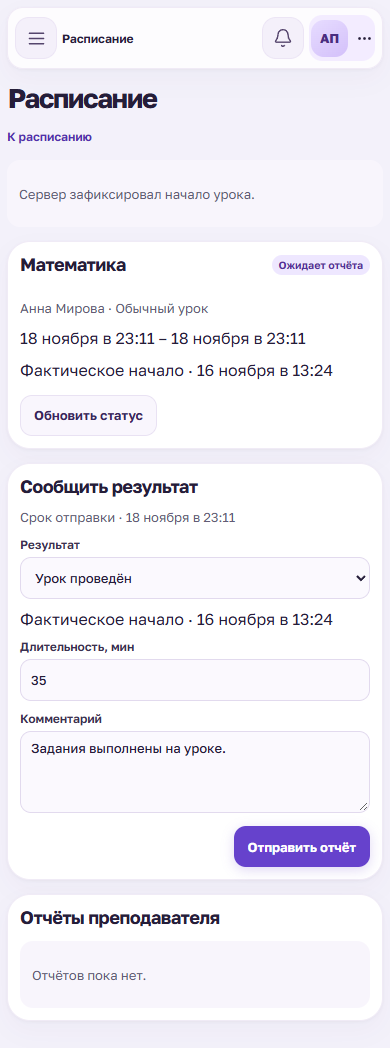 Расписание
АП
Расписание
К расписанию
Сервер зафиксировал начало урока.
Математика
Ожидает отчёта
Анна Мирова · Обычный урок
18 ноября в 23:11 – 18 ноября в 23:11
Фактическое начало · 16 ноября в 13:24
Обновить статус
Сообщить результат
Срок отправки · 18 ноября в 23:11
Результат
Урок проведён
Фактическое начало · 16 ноября в 13:24
Длительность, мин
35
Комментарий
Задания выполнены на уроке.
Отправить отчёт
Отчёты преподавателя
Отчётов пока нет.